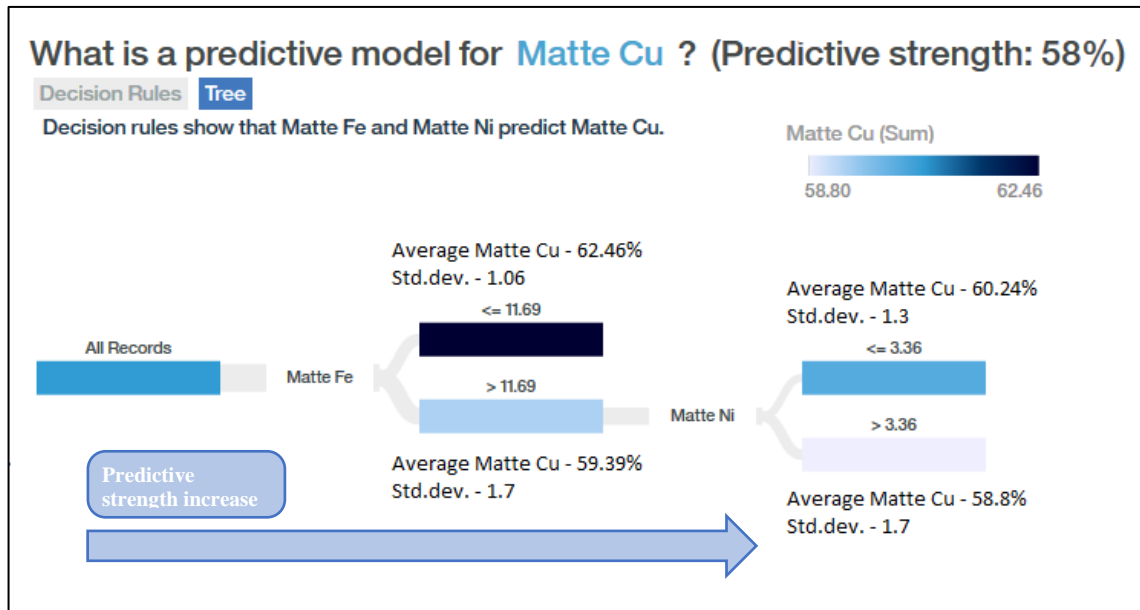 What is a predictive model for Matte Cu ? (Predictive strength: 58%)
Decision Rules Tree
Decision rules show that Matte Fe and Matte Ni predict Matte Cu.
Matte Cu (Sum)
58.80 62.46
All Records
Matte Fe
Average Matte Cu - 62.46%
Std.dev. - 1.06
<= 11.69
> 11.69
Average Matte Cu - 59.39%
Std.dev. - 1.7
Matte Ni
Average Matte Cu - 60.24%
Std.dev. - 1.3
<= 3.36
> 3.36
Average Matte Cu - 58.8%
Std.dev. - 1.7
Predictive
strength increase